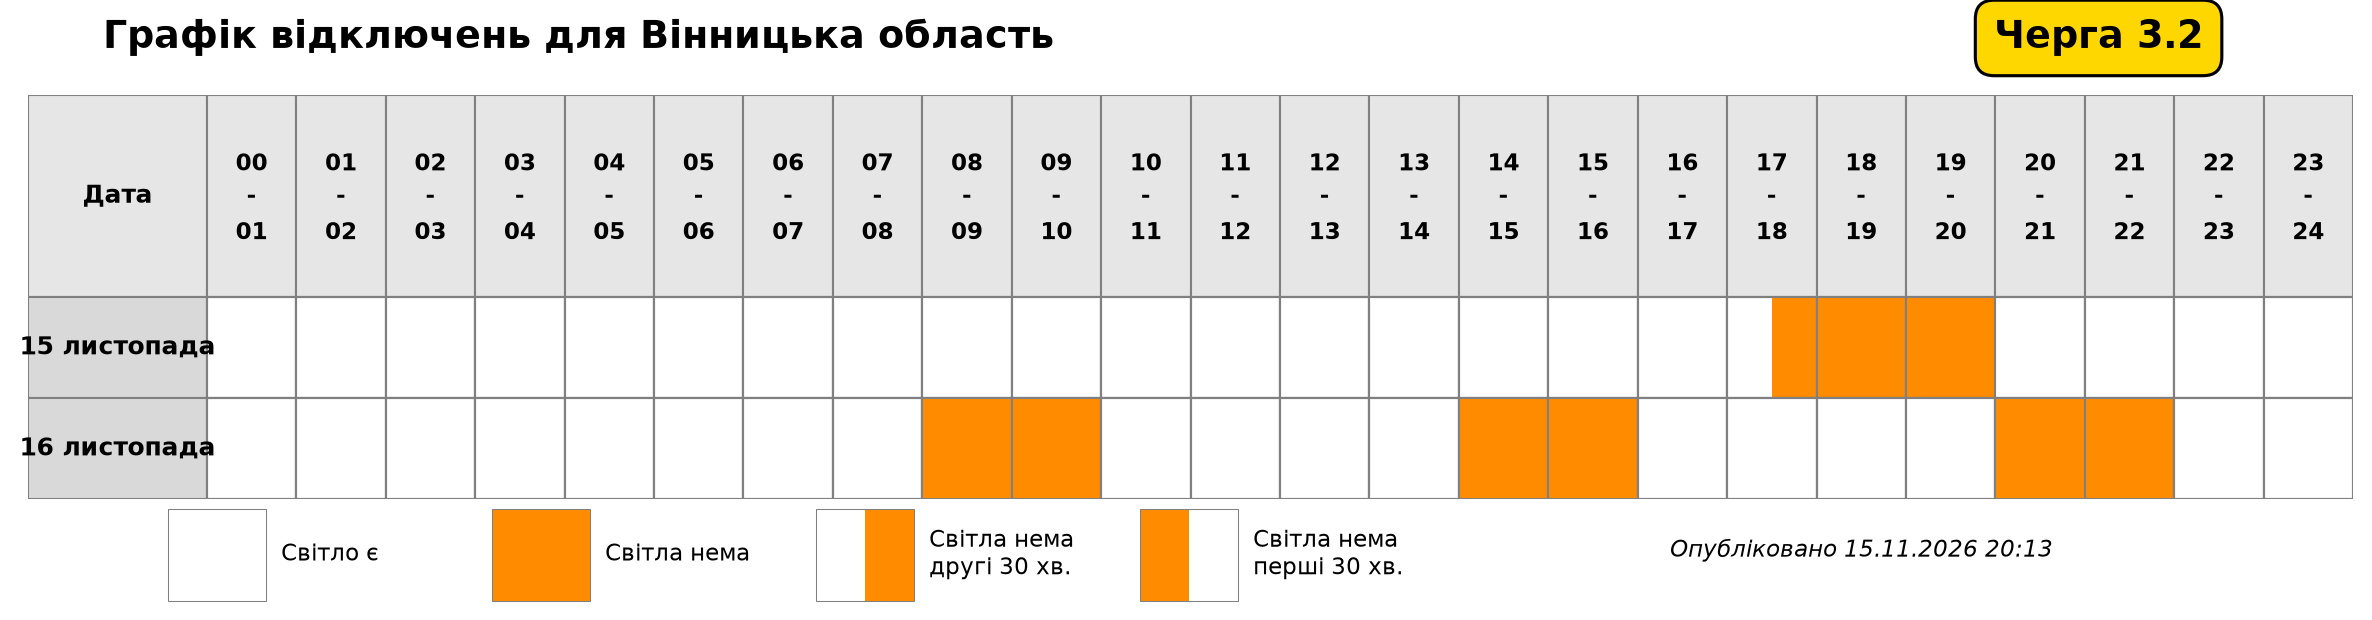 Графік відключень для Вінницька область
Черга 3.2
Дата
00 - 01
01 - 02
02 - 03
03 - 04
04 - 05
05 - 06
06 - 07
07 - 08
08 - 09
09 - 10
10 - 11
11 - 12
12 - 13
13 - 14
14 - 15
15 - 16
16 - 17
17 - 18
18 - 19
19 - 20
20 - 21
21 - 22
22 - 23
23 - 24
15 листопада
16 листопада
Світло є
Світла нема
Світла нема
другі 30 хв.
Світла нема
перші 30 хв.
Опубліковано 15.11.2026 20:13